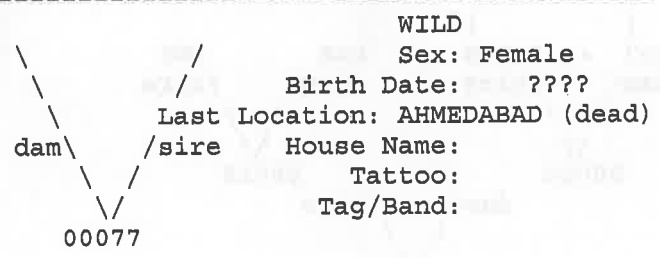 WILD
\ / Sex: Female
\ / Birth Date: ????
\ / Last Location: AHMEDABAD (dead)
dam\ /sire House Name:
\ / Tattoo:
\/ Tag/Band:
00077